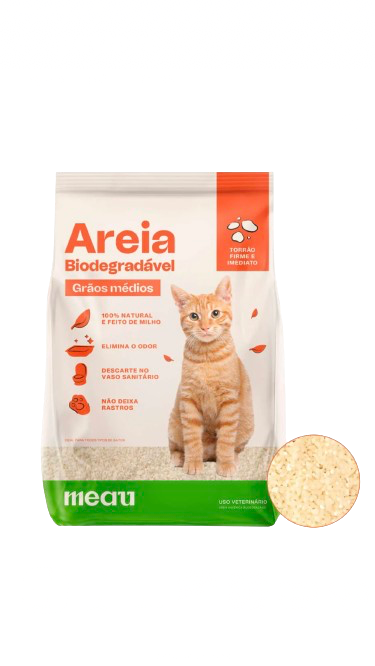 Areia
Biodegradável
Grãos médios
TORRÃO
FIRME E
IMEDIATO
100% NATURAL
E FEITO DE MILHO
ELIMINA O ODOR
DESCARTE NO
VASO SANITÁRIO
NÃO DEIXA
RASTROS
meau
USO VETERINÁRIO